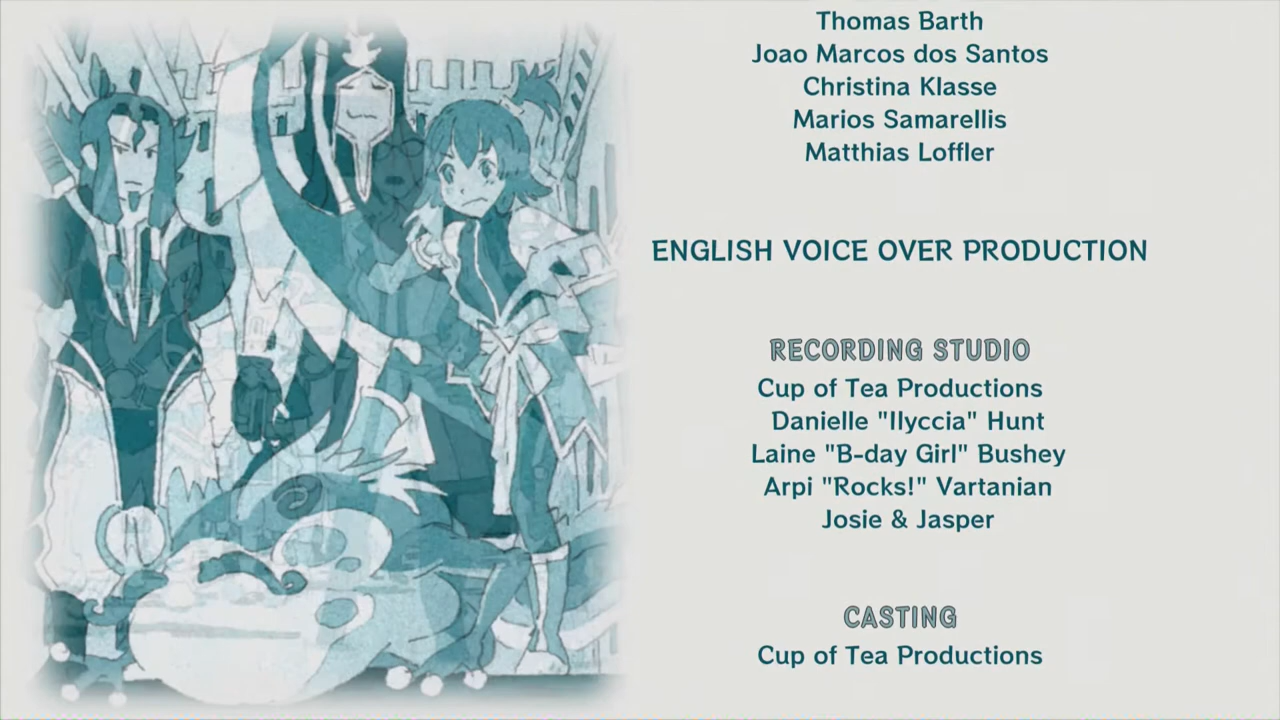 Thomas Barth
Joao Marcos dos Santos
Christina Klasse
Marios Samarellis
Matthias Loffler
ENGLISH VOICE OVER PRODUCTION
RECORDING STUDIO
Cup of Tea Productions
Danielle "Ilyccia" Hunt
Laine "B-day Girl" Bushey
Arpi "Rocks!" Vartanian
Josie & Jasper
CASTING
Cup of Tea Productions